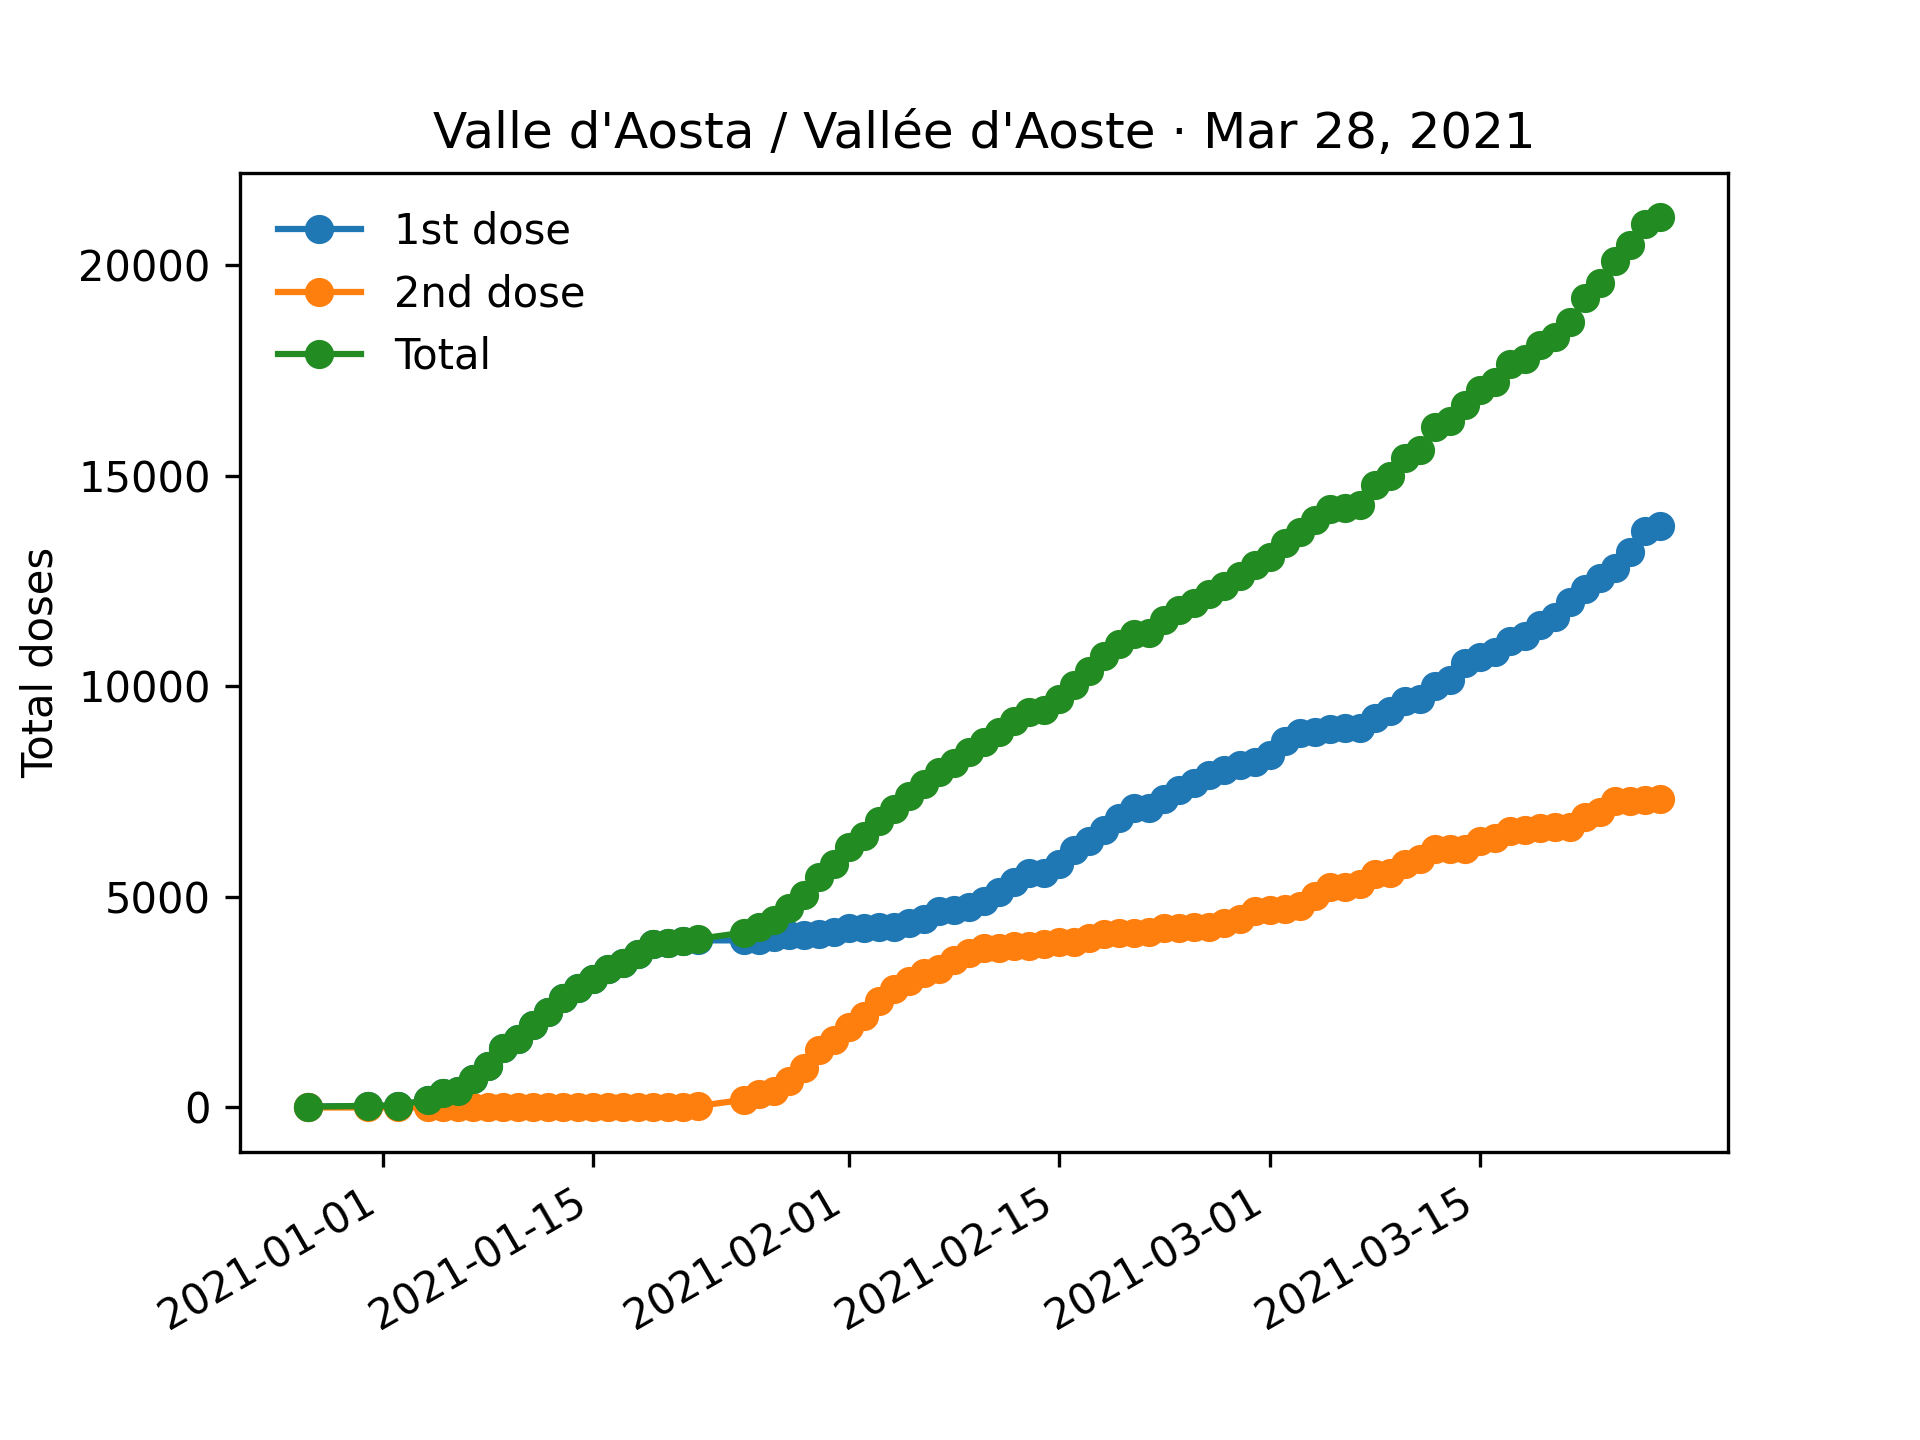 Valle d'Aosta / Vallée d'Aoste · Mar 28, 2021
1st dose
2nd dose
Total
Total doses
20000
15000
10000
5000
0
2021-01-01
2021-01-15
2021-02-01
2021-02-15
2021-03-01
2021-03-15